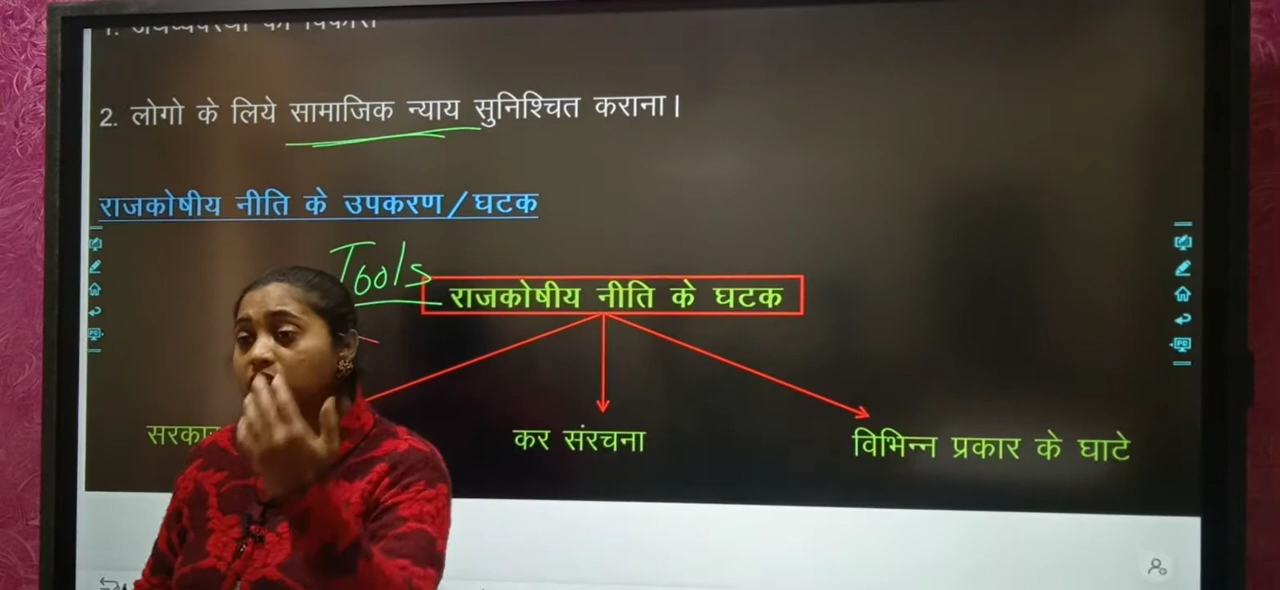 2. लोगो के लिये सामाजिक न्याय सुनिश्चित कराना।
राजकोषीय नीति के उपकरण/घटक
Tools
राजकोषीय नीति के घटक
कर संरचना
विभिन्न प्रकार के घाटे